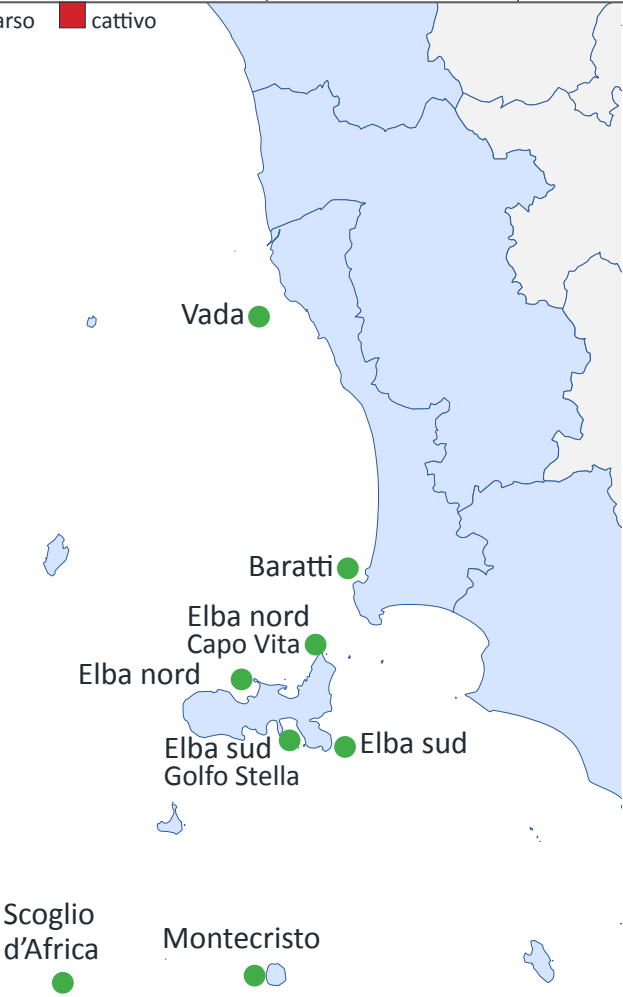 arso cattivo
Vada
Baratti
Elba nord
Capo Vita
Elba nord
Elba sud
Golfo Stella
Elba sud
Scoglio
d'Africa
Montecristo